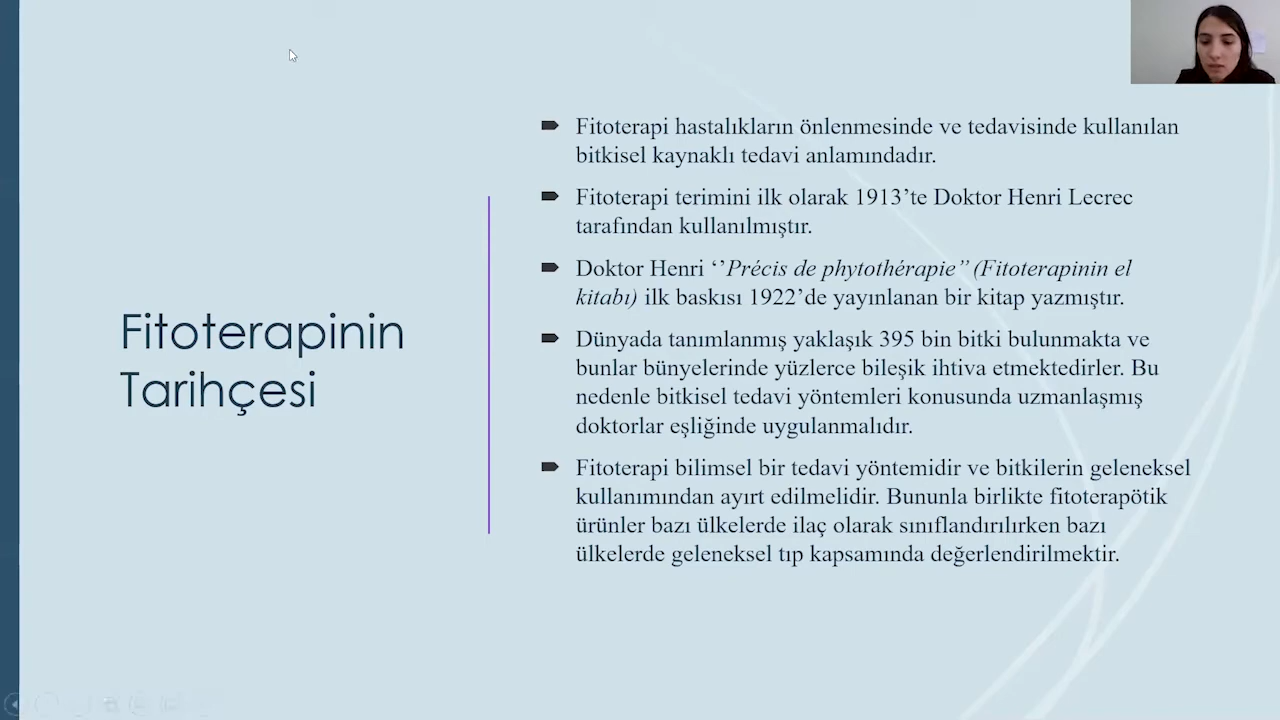 Fitoterapinin
Tarihçesi
Fitoterapi hastalıkların önlenmesinde ve tedavisinde kullanılan
bitkisel kaynaklı tedavi anlamındadır.
Fitoterapi terimini ilk olarak 1913’te Doktor Henri Lecrec
tarafından kullanılmıştır.
Doktor Henri ‘’Précis de phytothérapie” (Fitoterapinin el
kitabı) ilk baskısı 1922’de yayınlanan bir kitap yazmıştır.
Dünyada tanımlanmış yaklaşık 395 bin bitki bulunmakta ve
bunlar bünyelerinde yüzlerce bileşik ihtiva etmektedirler. Bu
nedenle bitkisel tedavi yöntemleri konusunda uzmanlaşmış
doktorlar eşliğinde uygulanmalıdır.
Fitoterapi bilimsel bir tedavi yöntemidir ve bitkilerin geleneksel
kullanımından ayırt edilmelidir. Bununla birlikte fitoterapötik
ürünler bazı ülkelerde ilaç olarak sınıflandırılırken bazı
ülkelerde geleneksel tıp kapsamında değerlendirilmektir.